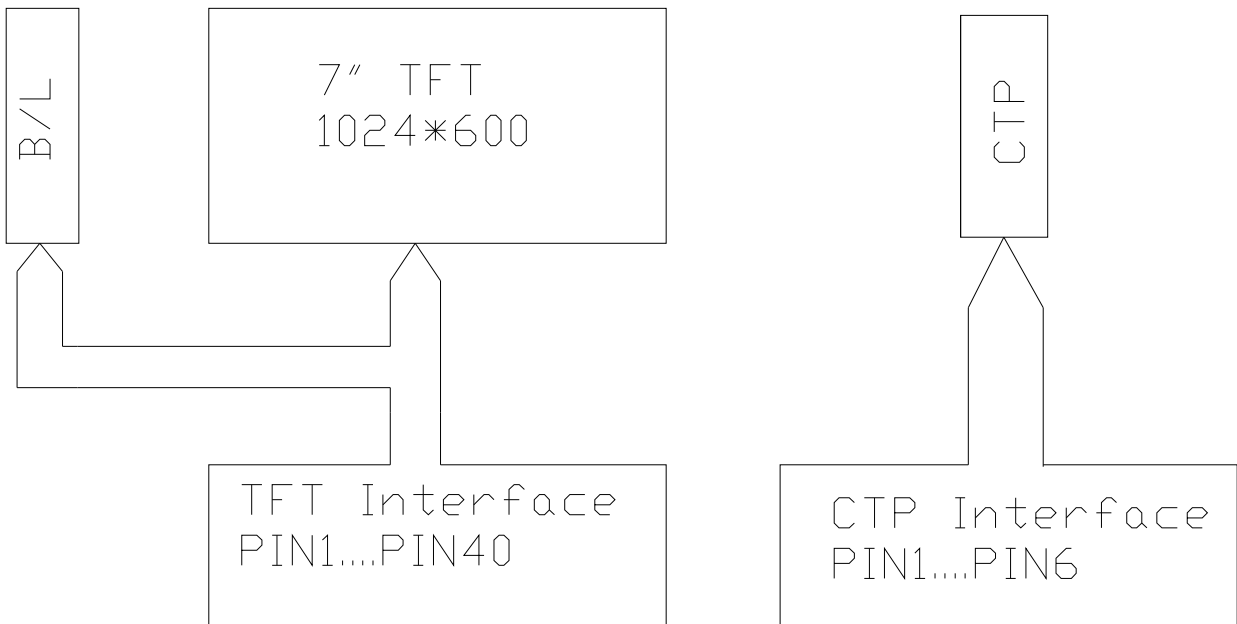 B/L
7" TFT
1024*600
CTP
TFT Interface
PIN1....PIN40
CTP Interface
PIN1....PIN6